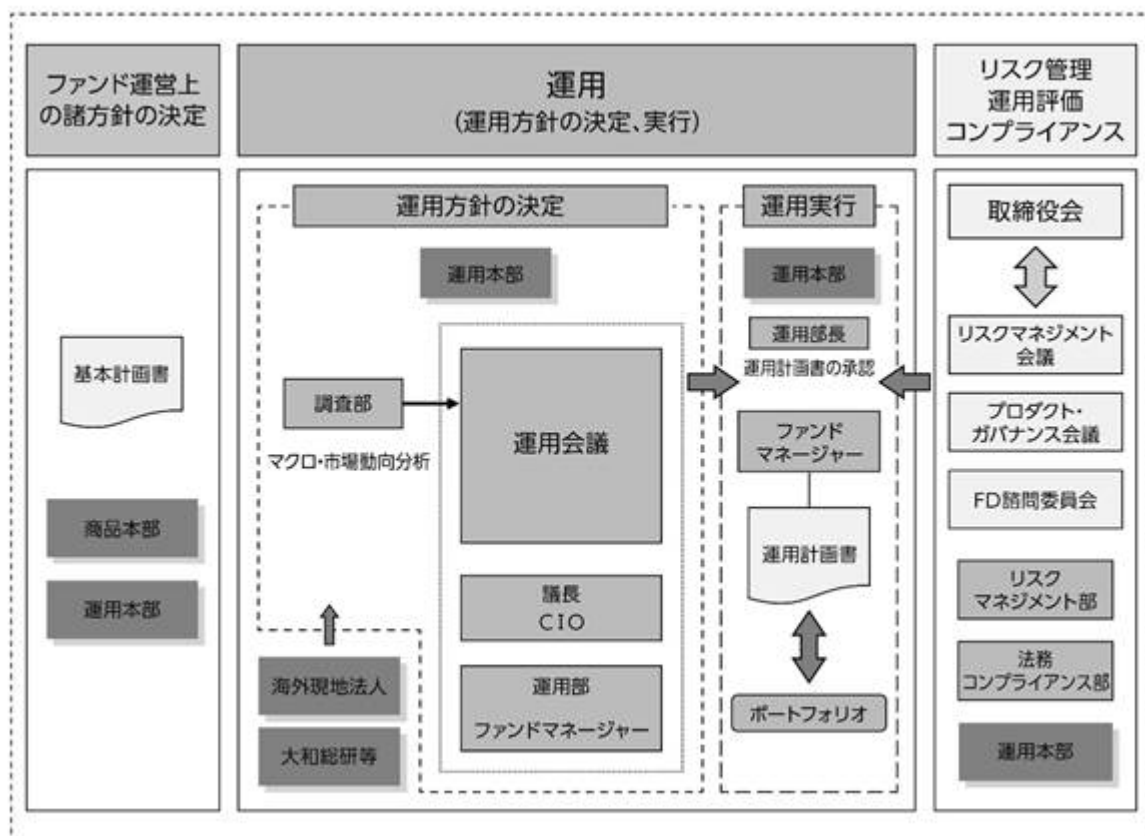 ファンド運営上
の諸方針の決定
運用
(運用方針の決定、実行)
リスク管理
運用評価
コンプライアンス
基本計画書
商品本部
運用本部
運用方針の決定
運用本部
調査部
マクロ・市場動向分析
運用会議
議長
CIO
運用部
ファンドマネージャー
海外現地法人
大和総研等
運用実行
運用本部
運用部長
運用計画書の承認
ファンド
マネージャー
運用計画書
ポートフォリオ
取締役会
リスクマネジメント
会議
プロダクト・
ガバナンス会議
FD諮問委員会
リスク
マネジメント部
法務
コンプライアンス部
運用本部